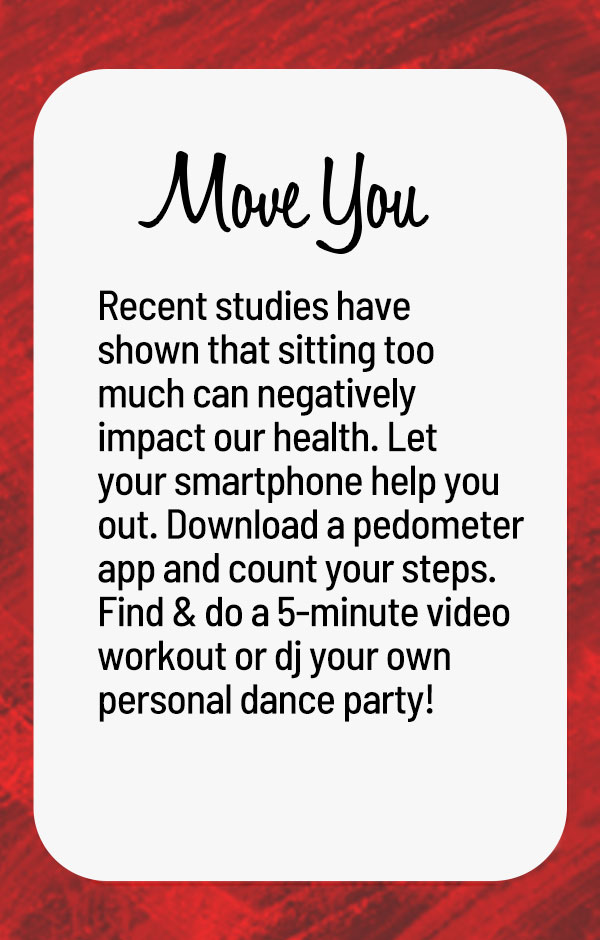 Move You
Recent studies have
shown that sitting too
much can negatively
impact our health. Let
your smartphone help you
out. Download a pedometer
app and count your steps.
Find & do a 5-minute video
workout or dj your own
personal dance party!